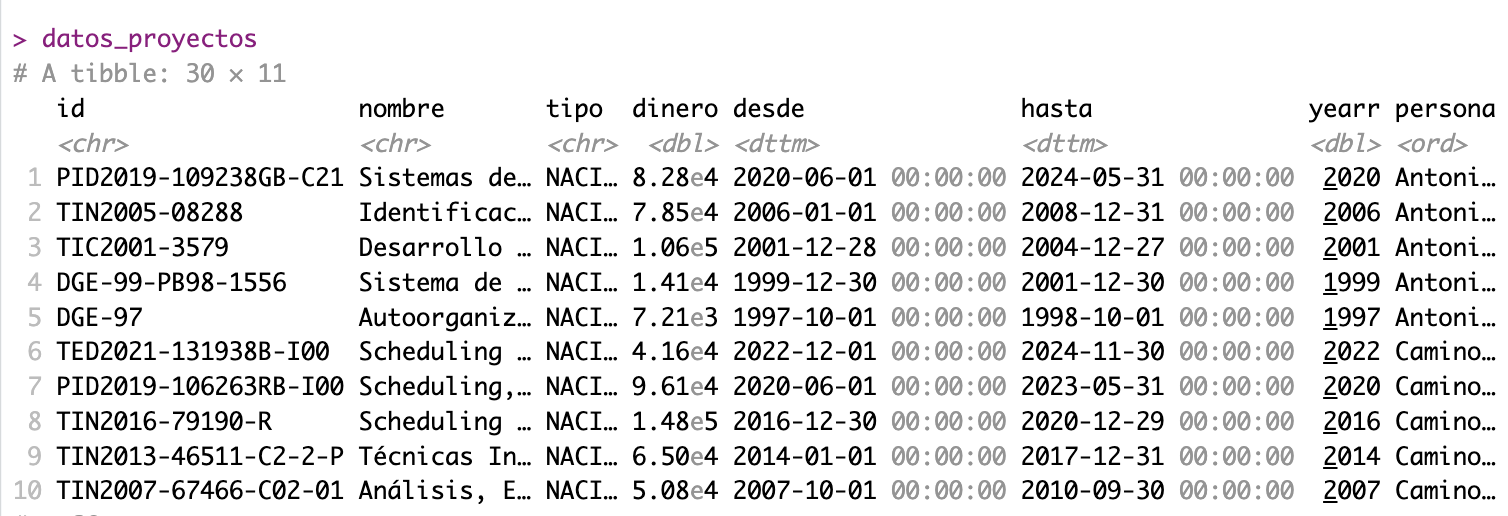 > datos_proyectos
# A tibble: 30 × 11
id nombre tipo dinero desde hasta yearr persona
<chr> <chr> <chr> <dbl> <dttm> <dttm> <dbl> <ord>
1 PID2019-109238GB-C21 Sistemas de… NACI… 8.28e4 2020-06-01 00:00:00 2024-05-31 00:00:00 2020 Antoni…
2 TIN2005-08288 Identificac… NACI… 7.85e4 2006-01-01 00:00:00 2008-12-31 00:00:00 2006 Antoni…
3 TIC2001-3579 Desarrollo … NACI… 1.06e5 2001-12-28 00:00:00 2004-12-27 00:00:00 2001 Antoni…
4 DGE-99-PB98-1556 Sistema de … NACI… 1.41e4 1999-12-30 00:00:00 2001-12-30 00:00:00 1999 Antoni…
5 DGE-97 Autoorganiz… NACI… 7.21e3 1997-10-01 00:00:00 1998-10-01 00:00:00 1997 Antoni…
6 TED2021-131938B-I00 Scheduling … NACI… 4.16e4 2022-12-01 00:00:00 2024-11-30 00:00:00 2022 Camino…
7 PID2019-106263RB-I00 Scheduling,… NACI… 9.61e4 2020-06-01 00:00:00 2023-05-31 00:00:00 2020 Camino…
8 TIN2016-79190-R Scheduling … NACI… 1.48e5 2016-12-30 00:00:00 2020-12-29 00:00:00 2016 Camino…
9 TIN2013-46511-C2-2-P Técnicas In… NACI… 6.50e4 2014-01-01 00:00:00 2017-12-31 00:00:00 2014 Camino…
10 TIN2007-67466-C02-01 Análisis, E… NACI… 5.08e4 2007-10-01 00:00:00 2010-09-30 00:00:00 2007 Camino…